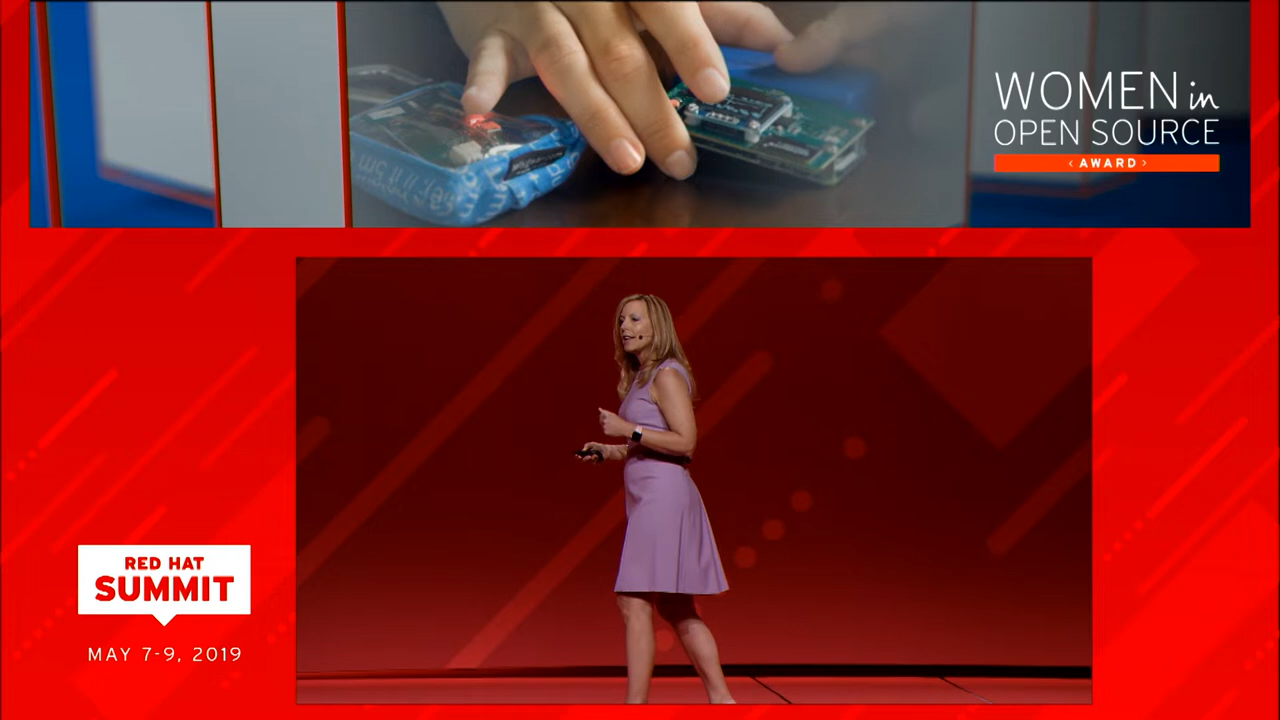 WOMEN in
OPEN SOURCE
‹ AWARD ›
RED HAT
SUMMIT
MAY 7-9, 2019